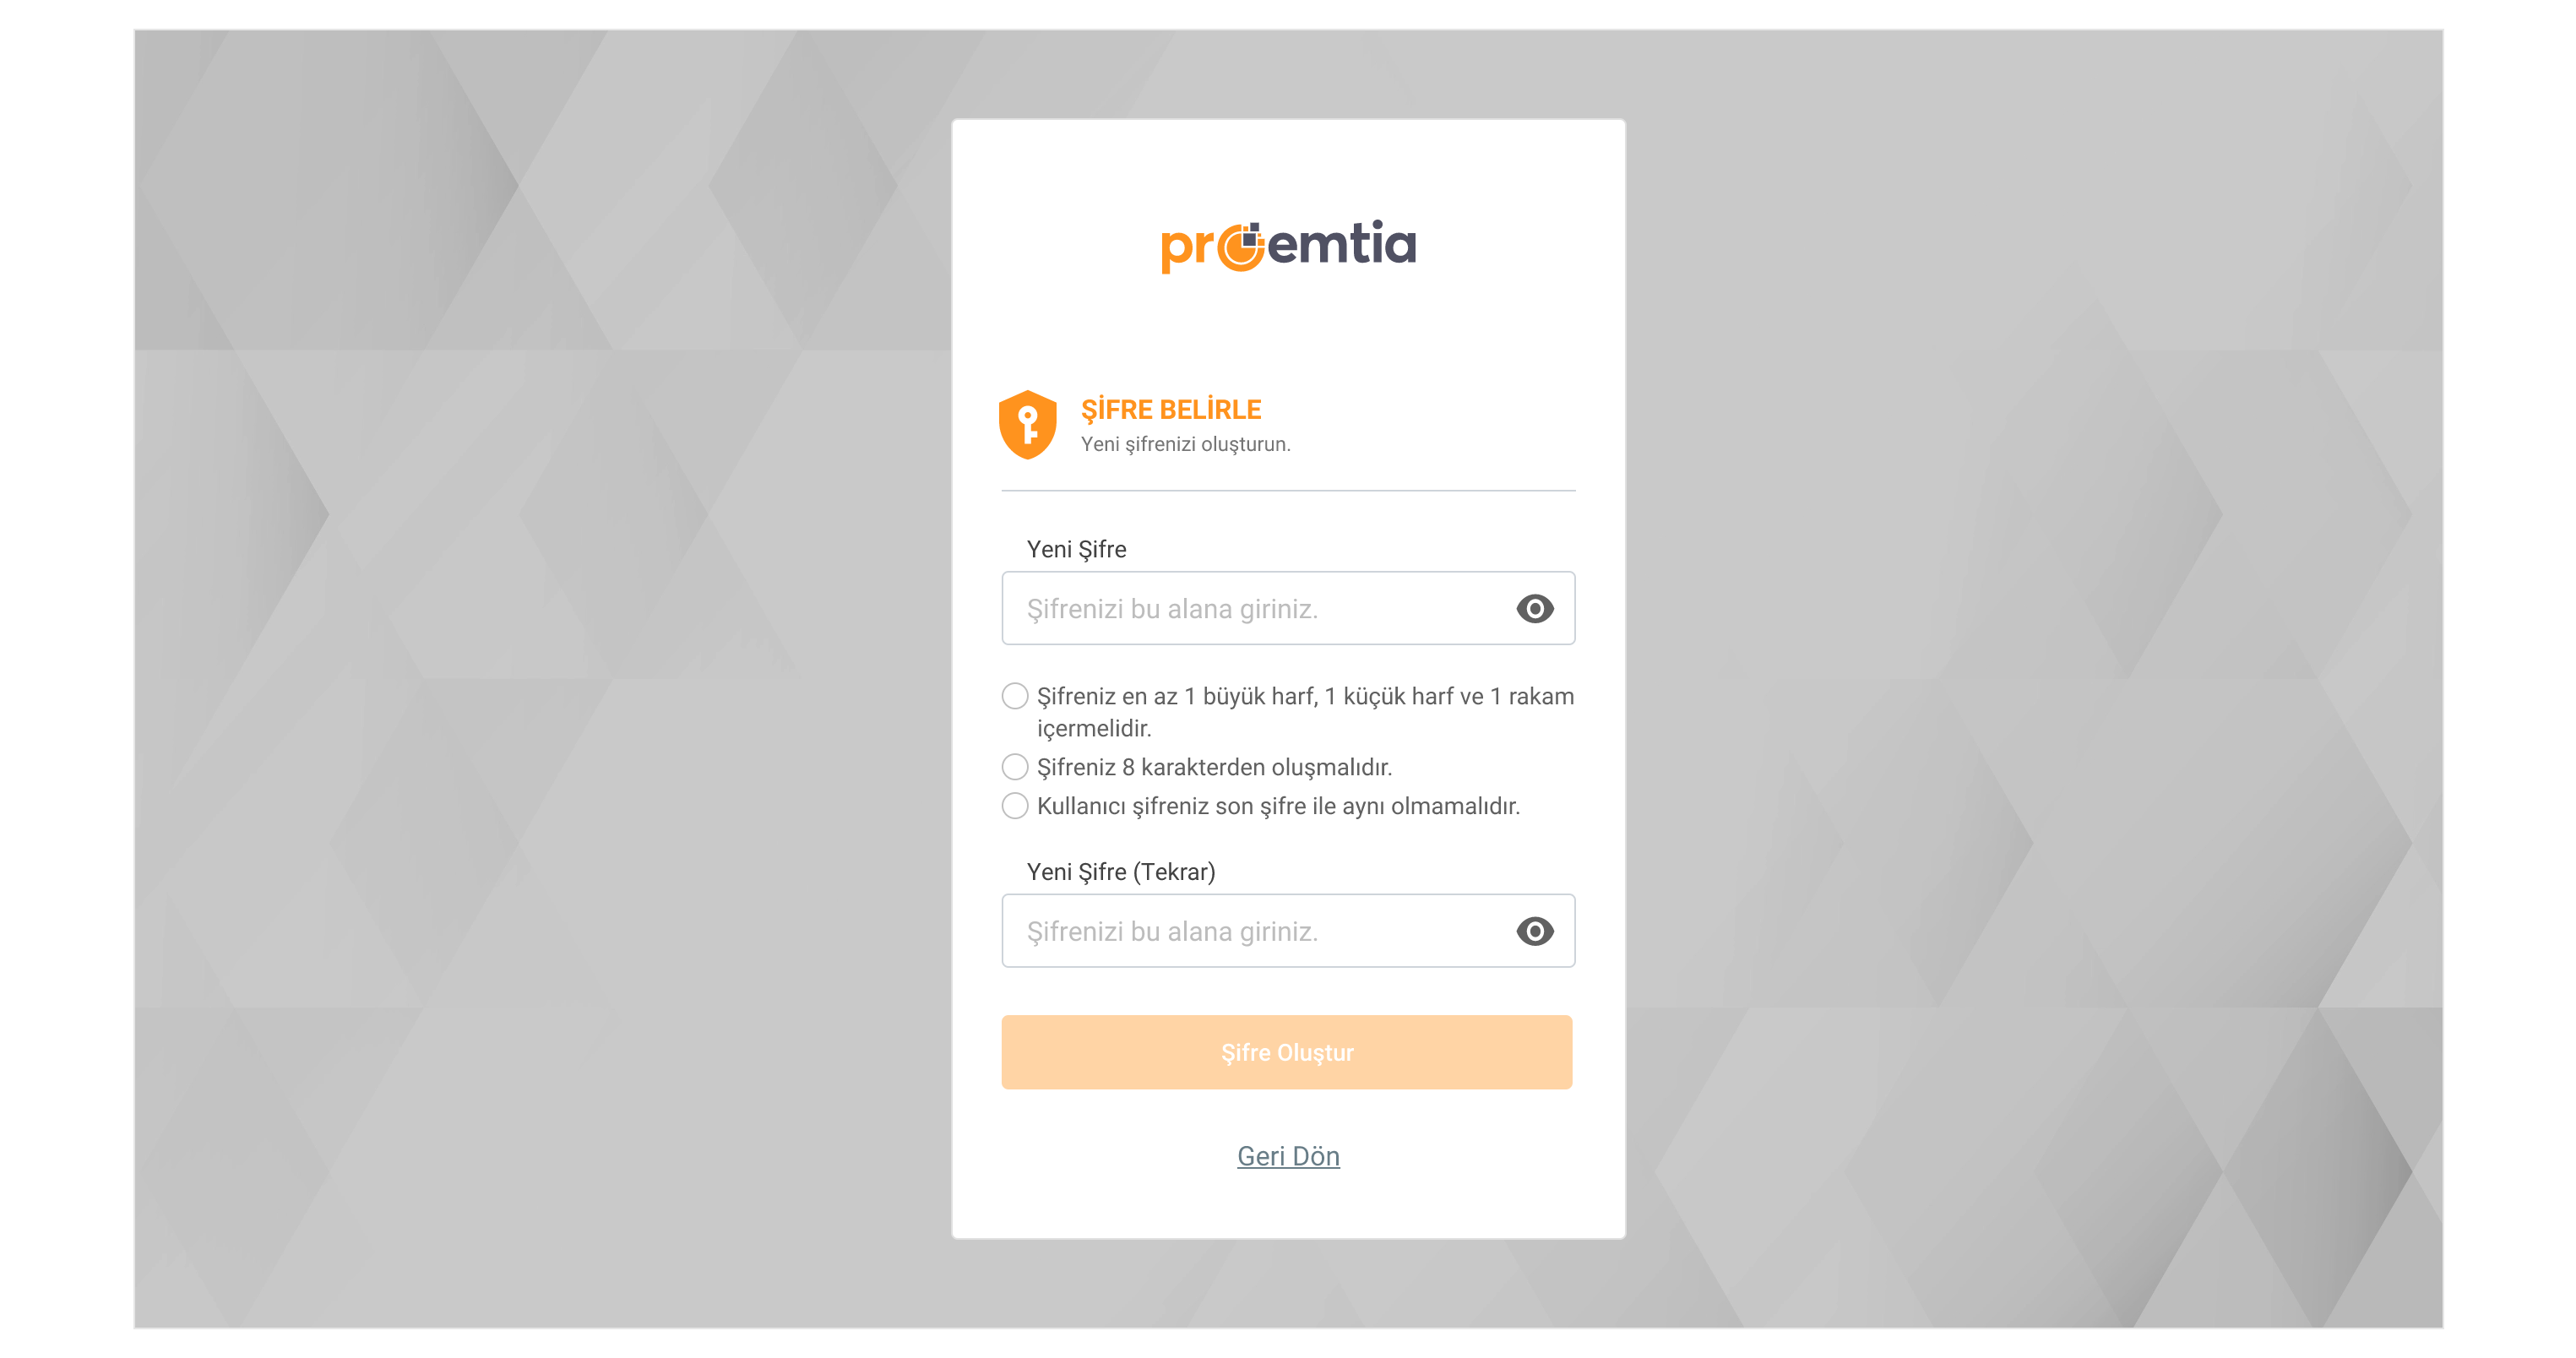 proemtia
ŞİFRE BELİRLE
Yeni şifrenizi oluşturun.
Yeni Şifre
Şifrenizi bu alana giriniz.
Şifreniz en az 1 büyük harf, 1 küçük harf ve 1 rakam
içermelidir.
Şifreniz 8 karakterden oluşmalıdır.
Kullanıcı şifreniz son şifre ile aynı olmamalıdır.
Yeni Şifre (Tekrar)
Şifrenizi bu alana giriniz.
Şifre Oluştur
Geri Dön